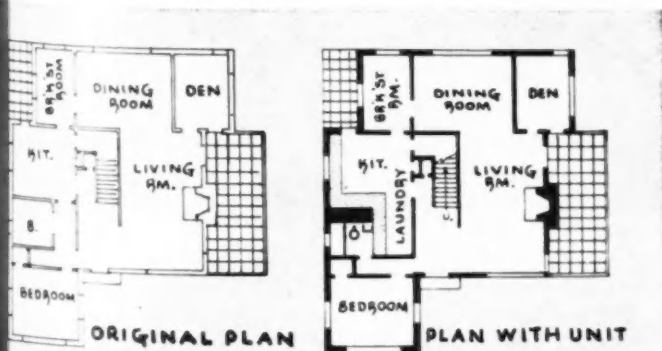 BR'K'ST
ROOM
DINING
ROOM
DEN
KIT.
LIVING
RM.
B.
BEDROOM
ORIGINAL PLAN
BR'K'ST
RM.
DINING
ROOM
DEN
KIT.
LAUNDRY
LIVING
RM.
U.
BEDROOM
PLAN WITH UNIT